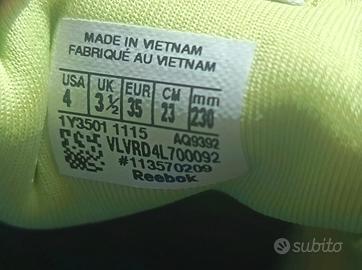 MADE IN VIETNAM
FABRIQUÉ AU VIETNAM
USA UK EUR CM mm
4 3½ 35 23 230
1Y3501 1115 AQ9392
VLVRD4L700092
#113570209
Reebok
subito